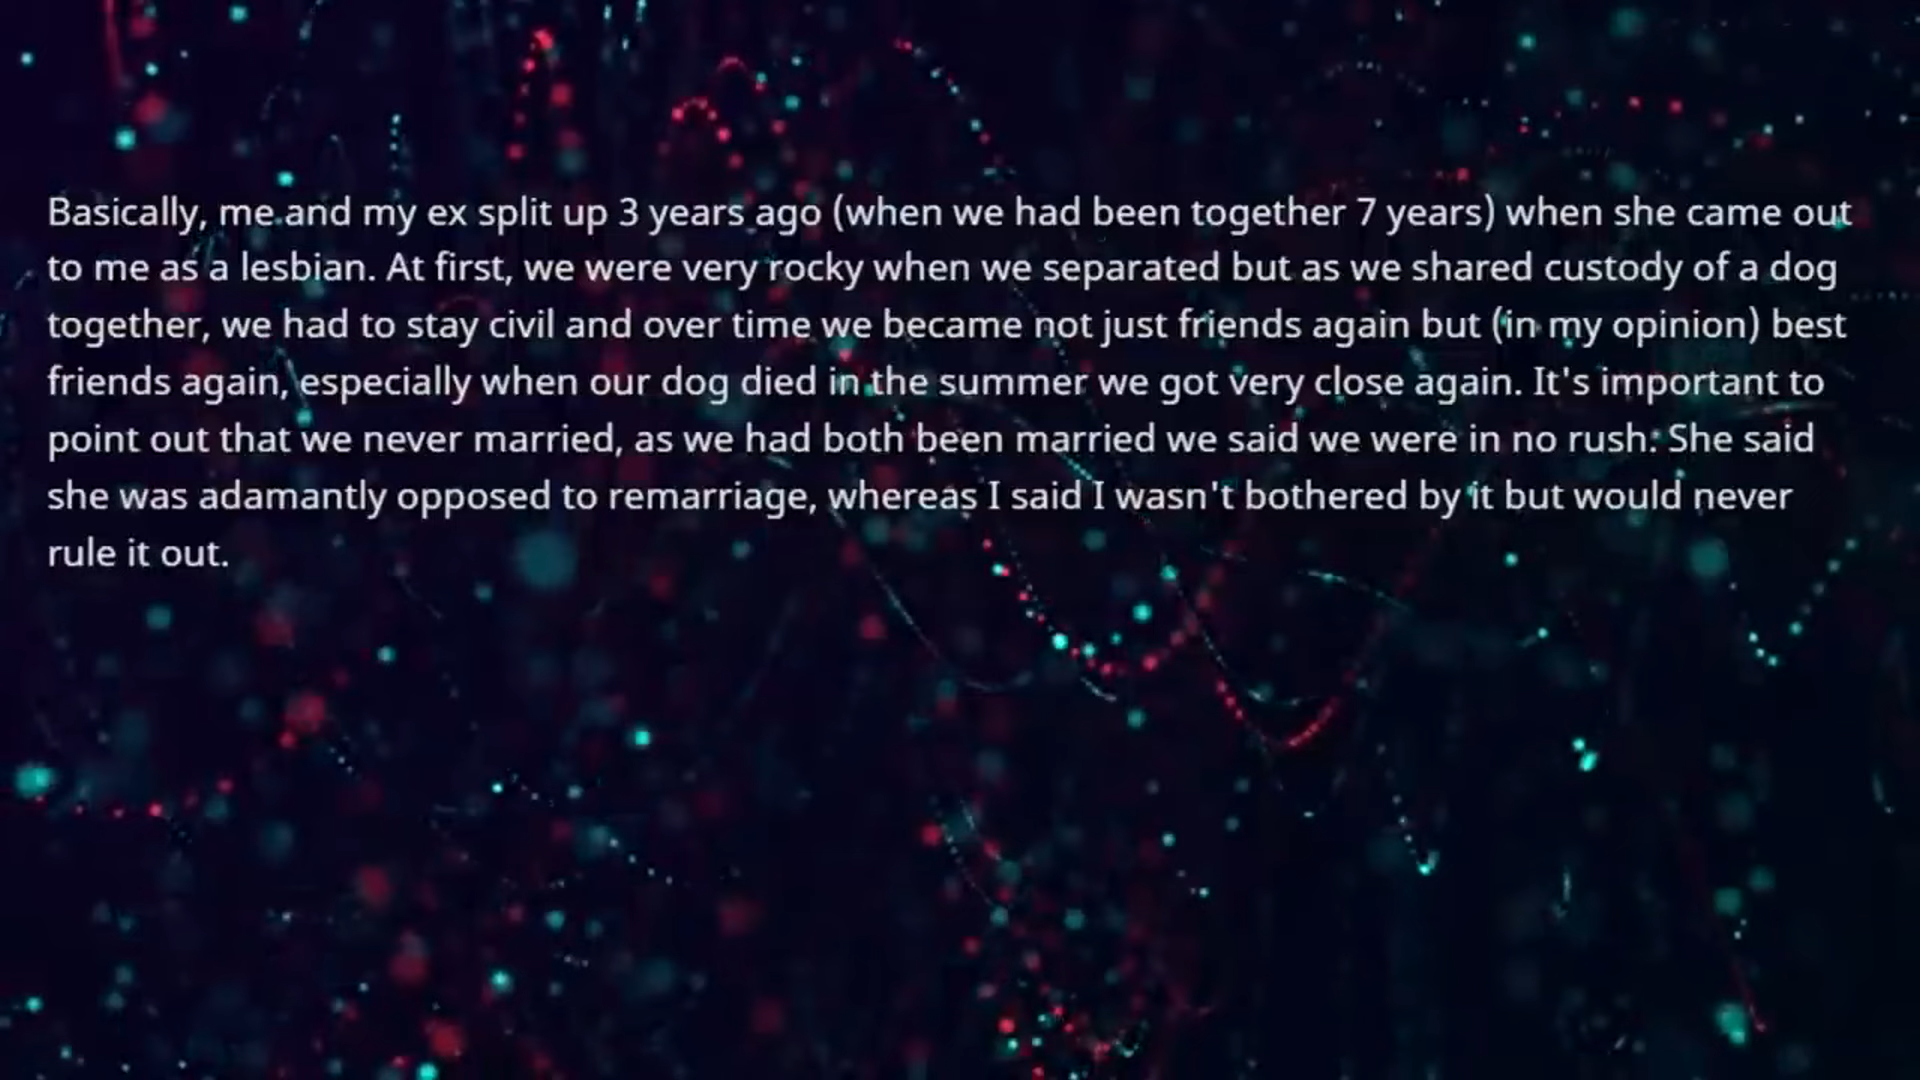 Basically, me and my ex split up 3 years ago (when we had been together 7 years) when she came out
to me as a lesbian. At first, we were very rocky when we separated but as we shared custody of a dog
together, we had to stay civil and over time we became not just friends again but (in my opinion) best
friends again, especially when our dog died in the summer we got very close again. It's important to
point out that we never married, as we had both been married we said we were in no rush. She said
she was adamantly opposed to remarriage, whereas I said I wasn't bothered by it but would never
rule it out.